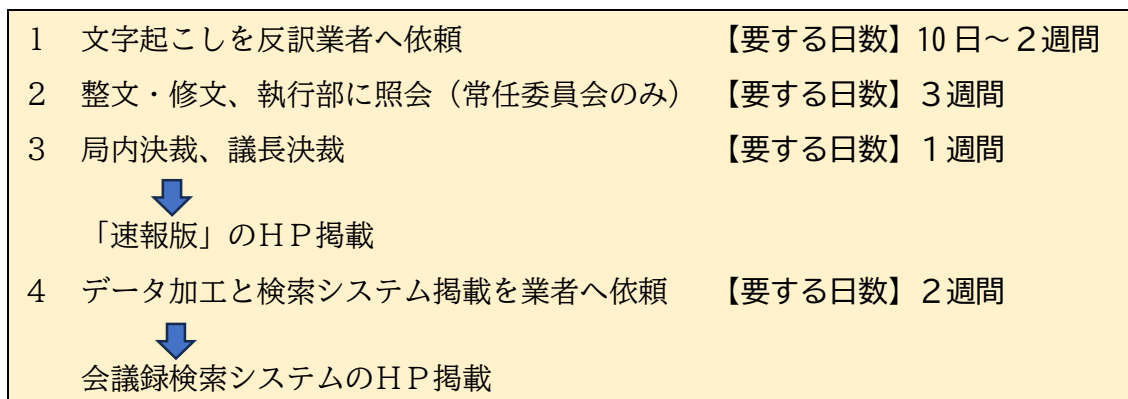 １　文字起こしを反訳業者へ依頼　【要する日数】10日～２週間
２　整文・修文、執行部に照会（常任委員会のみ）　【要する日数】３週間
３　局内決裁、議長決裁　【要する日数】１週間
「速報版」のＨＰ掲載
４　データ加工と検索システム掲載を業者へ依頼　【要する日数】２週間
会議録検索システムのＨＰ掲載